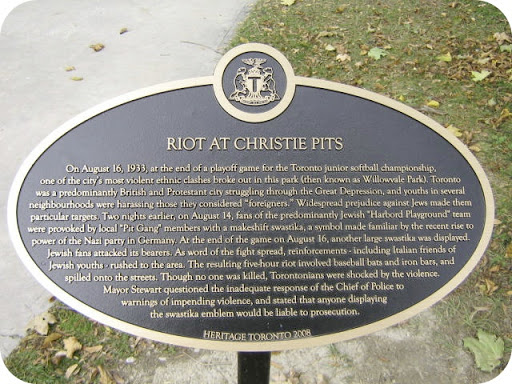 T
RIOT AT CHRISTIE PITS
On August 16, 1933, at the end of a playoff game for the Toronto junior softball championship,
one of the city's most violent ethnic clashes broke out in this park (then known as Willowvale Park). Toronto
was a predominantly British and Protestant city struggling through the Great Depression, and youths in several
neighbourhoods were harassing those they considered "foreigners." Widespread prejudice against Jews made them
particular targets. Two nights earlier, on August 14, fans of the predominantly Jewish "Harbord Playground" team
were provoked by local "Pit Gang" members with a makeshift swastika, a symbol made familiar by the recent rise to
power of the Nazi party in Germany. At the end of the game on August 16, another large swastika was displayed.
Jewish fans attacked its bearers. As word of the fight spread, reinforcements - including Italian friends of
Jewish youths - rushed to the area. The resulting five-hour riot involved baseball bats and iron bars, and
spilled onto the streets. Though no one was killed, Torontonians were shocked by the violence.
Mayor Stewart questioned the inadequate response of the Chief of Police to
warnings of impending violence, and stated that anyone displaying
the swastika emblem would be liable to prosecution.
HERITAGE TORONTO 2008